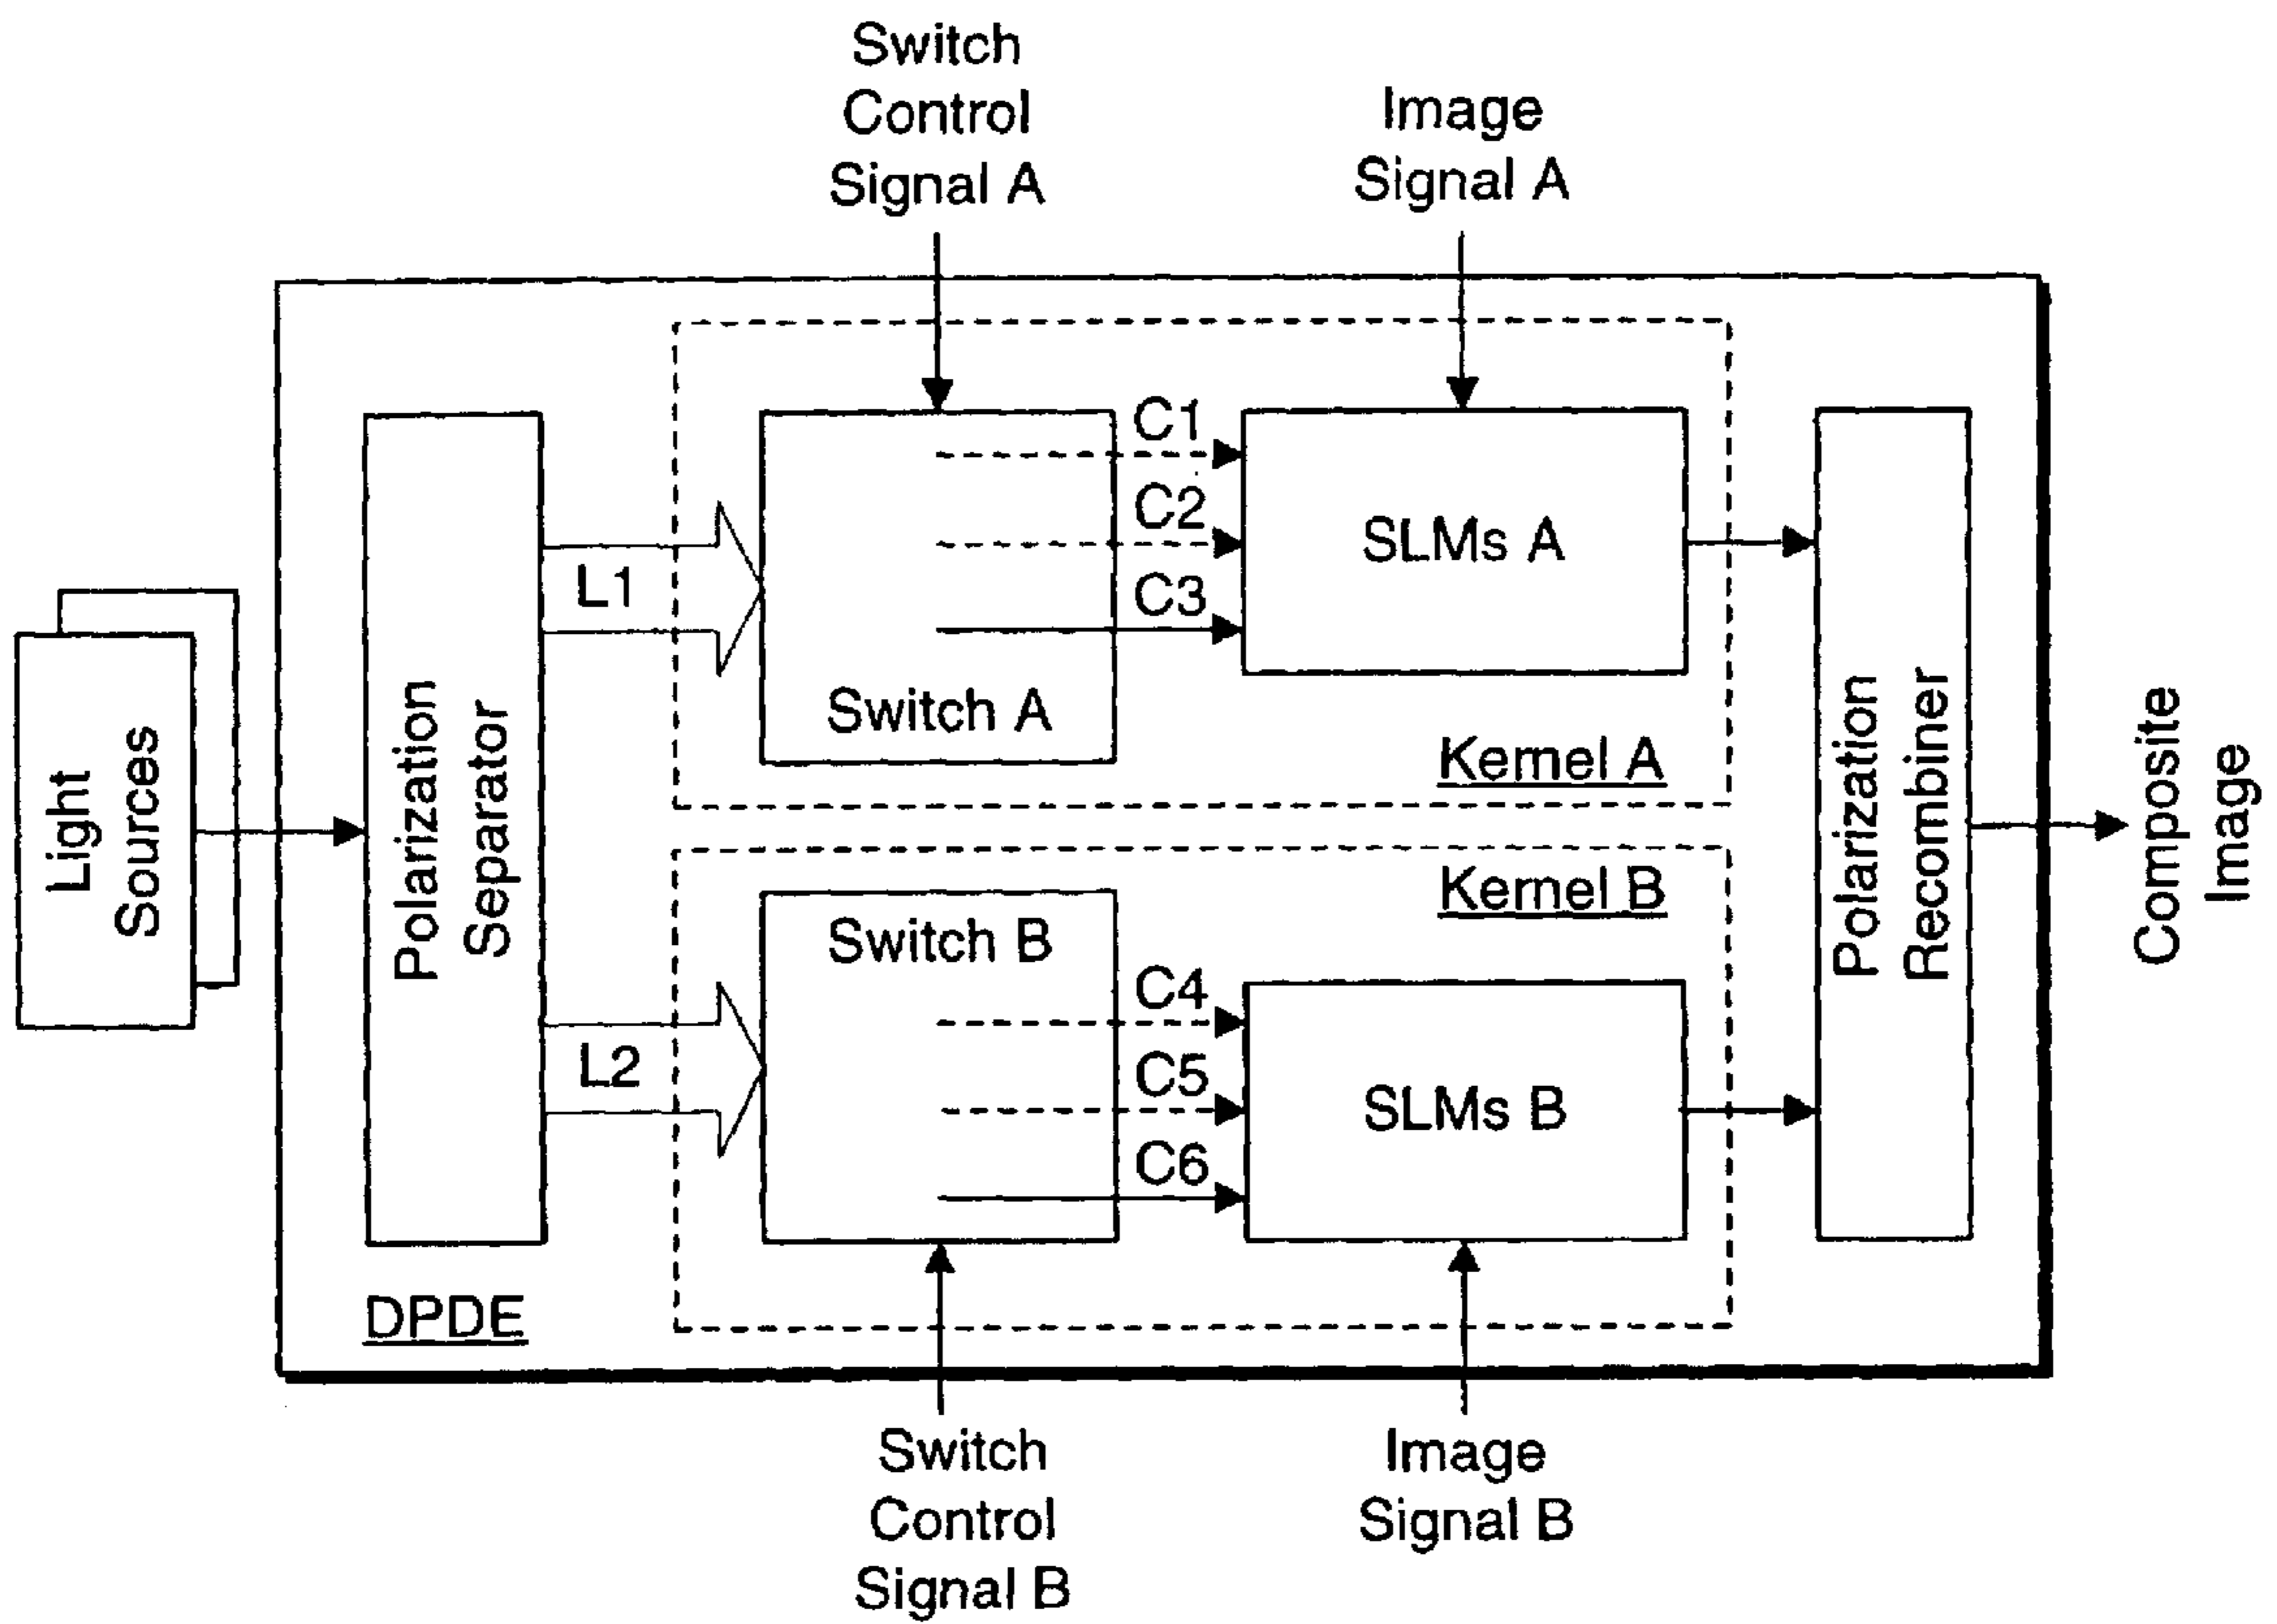 Switch
Control
Signal A
Image
Signal A
C1
C2
C3
L1
Switch A
SLMs A
Kernel A
Light
Sources
Polarization
Separator
Polarization
Recombiner
Composite
Image
Kernel B
Switch B
C4
C5
C6
L2
SLMs B
DPDE
Switch
Control
Signal B
Image
Signal B